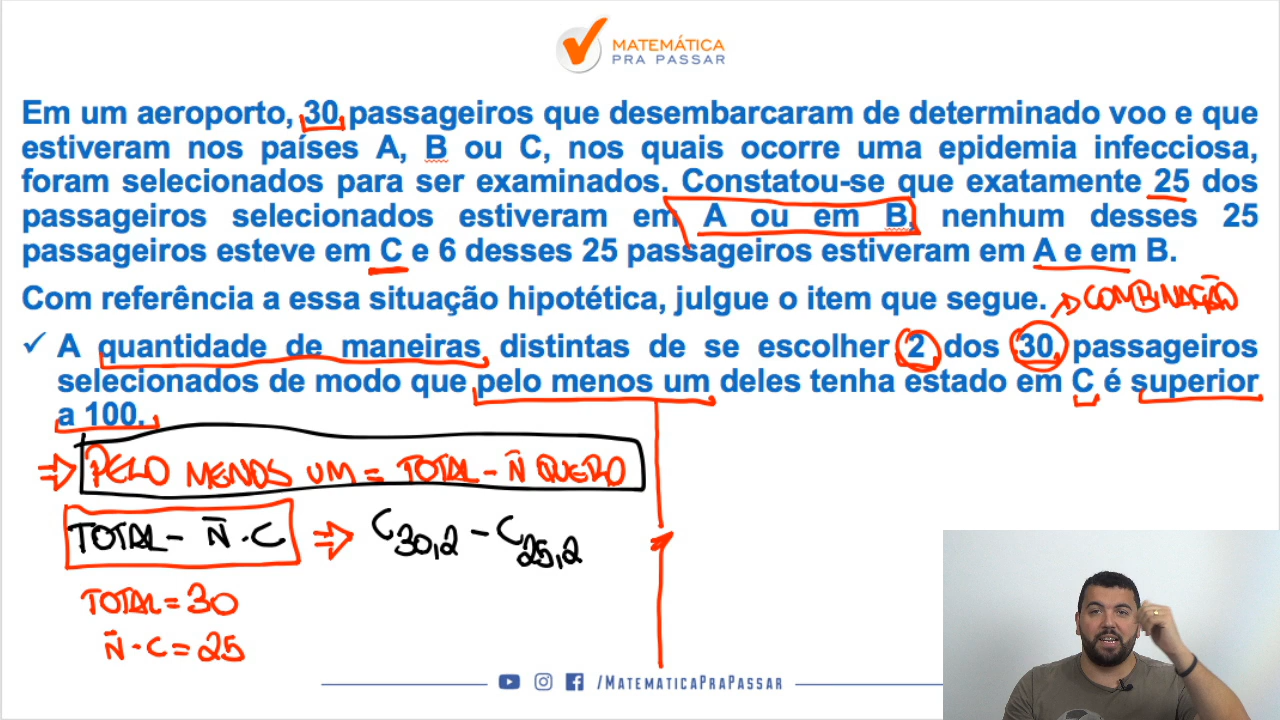 MATEMÁTICA
PRA PASSAR
Em um aeroporto, 30 passageiros que desembarcaram de determinado voo e que
estiveram nos países A, B ou C, nos quais ocorre uma epidemia infecciosa,
foram selecionados para ser examinados. Constatou-se que exatamente 25 dos
passageiros selecionados estiveram em A ou em B, nenhum desses 25
passageiros esteve em C e 6 desses 25 passageiros estiveram em A e em B.
Com referência a essa situação hipotética, julgue o item que segue.
COMBINAÇÃO
✓ A quantidade de maneiras distintas de se escolher 2 dos 30 passageiros
selecionados de modo que pelo menos um deles tenha estado em C é superior
a 100.
⇒ PELO MENOS UM = TOTAL - Ñ QUERO
TOTAL - Ñ · C ⇒ C30,2 - C25,2
TOTAL = 30
Ñ · C = 25
/MATEMATICAPRAPASSAR